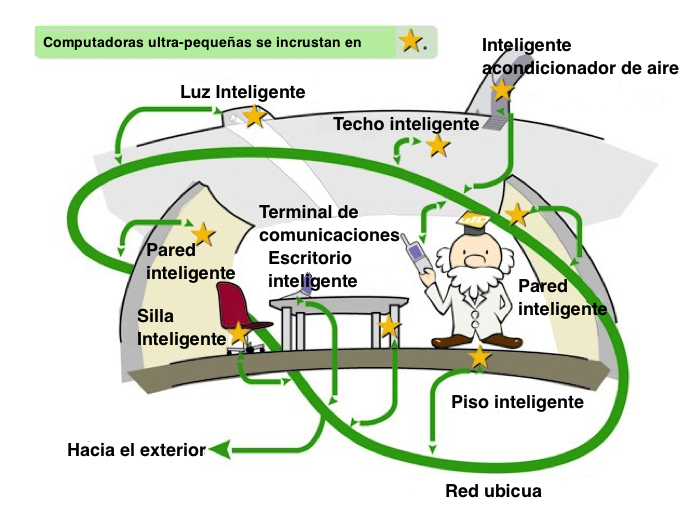 Computadoras ultra-pequeñas se incrustan en .
Inteligente
acondicionador de aire
Luz Inteligente
Techo inteligente
Terminal de
comunicaciones
Escritorio
inteligente
Pared
inteligente
Pared
inteligente
Silla
Inteligente
Piso inteligente
Hacia el exterior
Red ubicua